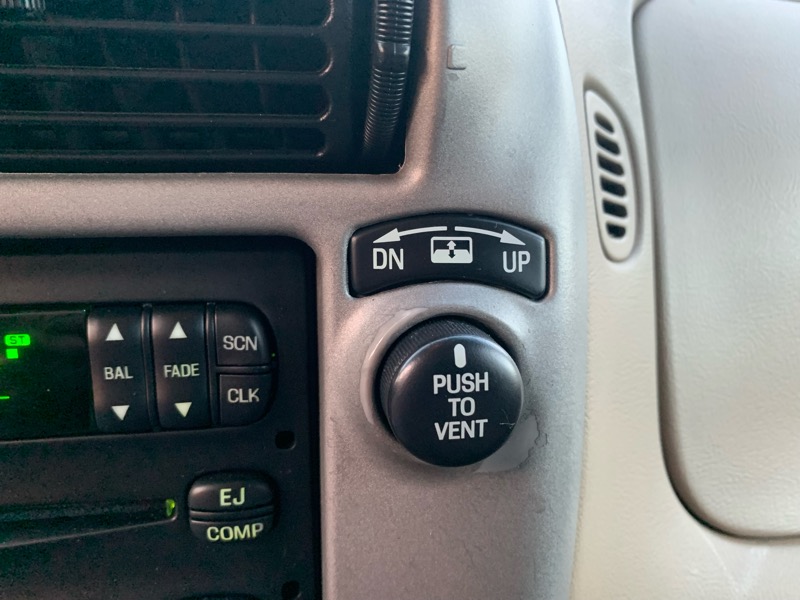 DN UP
PUSH
TO
VENT
ST
BAL FADE SCN
CLK
EJ
COMP